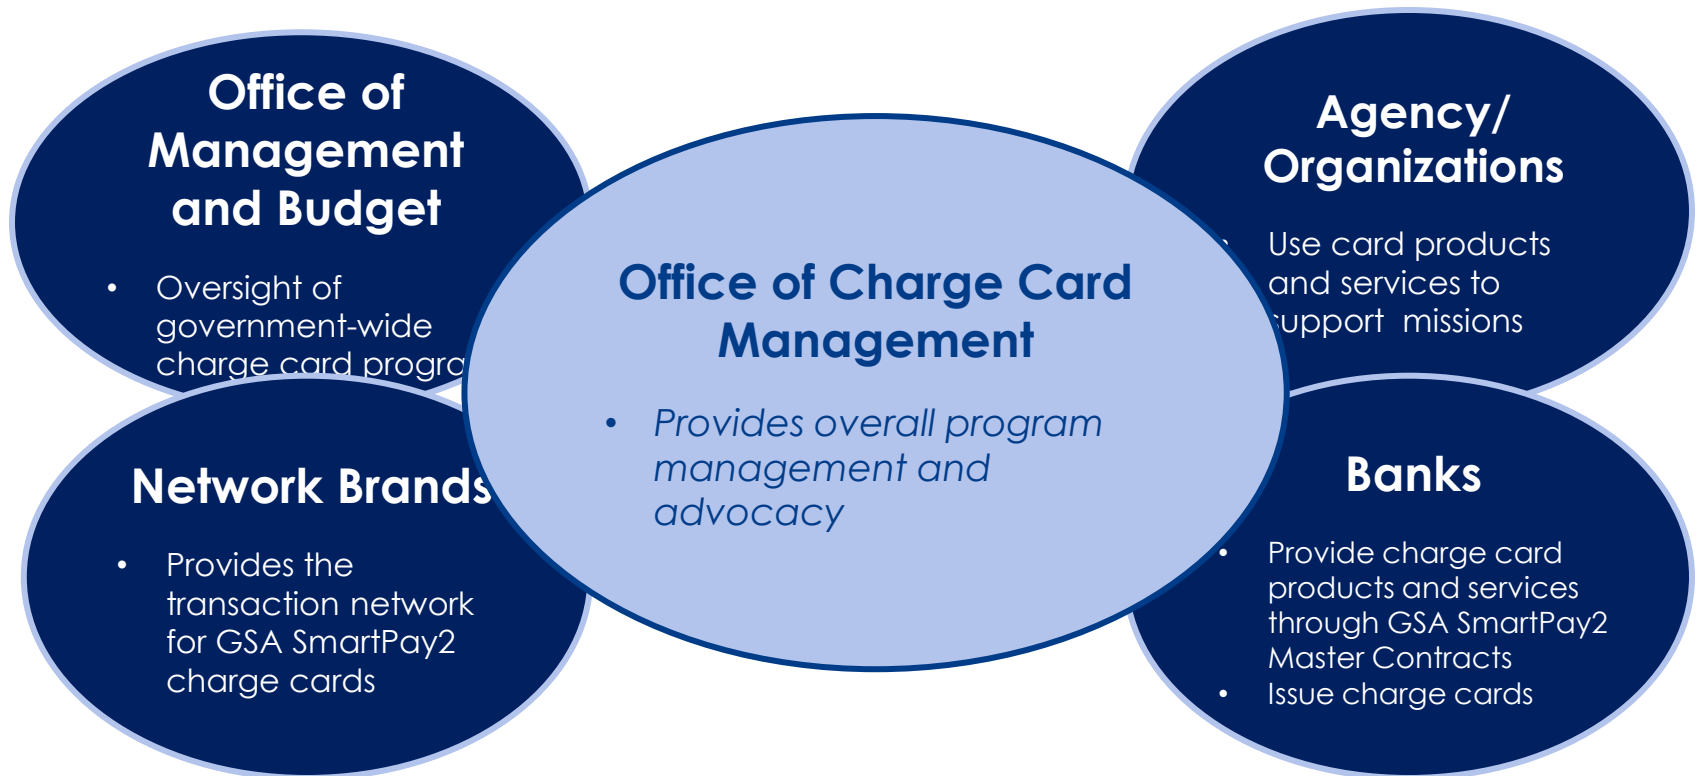 Office of
Management
and Budget
• Oversight of
government-wide
charge card progra
Network Brands
• Provides the
transaction network
for GSA SmartPay2
charge cards
Office of Charge Card
Management
• Provides overall program
management and
advocacy
Agency/
Organizations
• Use card products
and services to
support missions
Banks
• Provide charge card
products and services
through GSA SmartPay2
Master Contracts
• Issue charge cards